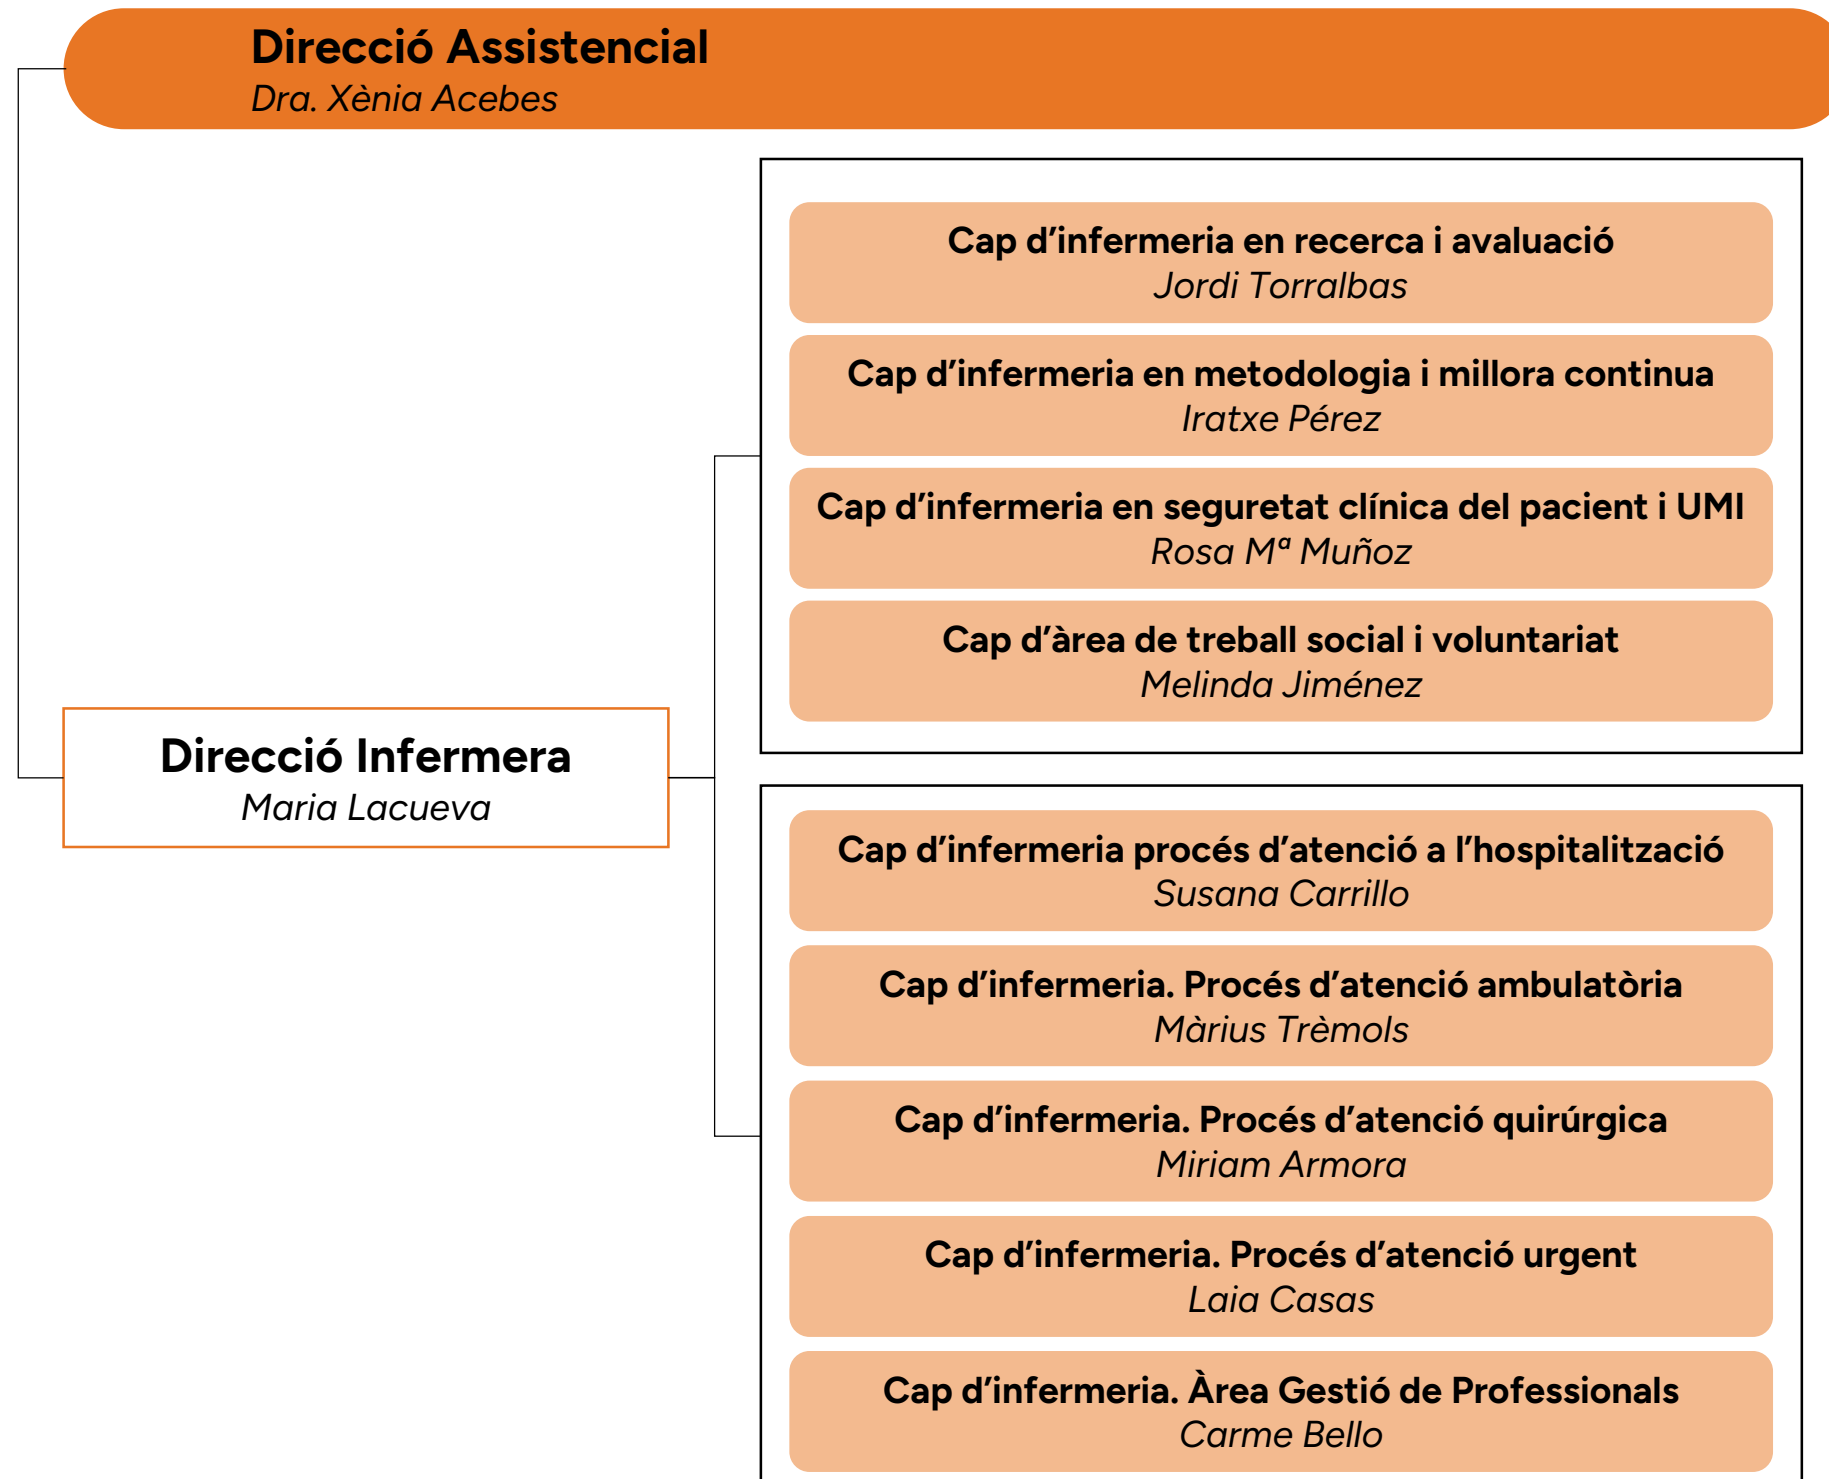 Direcció Assistencial
Dra. Xènia Acebes
Cap d’infermeria en recerca i avaluació
Jordi Torralbas
Cap d’infermeria en metodologia i millora continua
Iratxe Pérez
Cap d’infermeria en seguretat clínica del pacient i UMI
Rosa Mª Muñoz
Cap d’àrea de treball social i voluntariat
Melinda Jiménez
Direcció Infermera
Maria Lacueva
Cap d’infermeria procés d’atenció a l’hospitalització
Susana Carrillo
Cap d’infermeria. Procés d’atenció ambulatòria
Màrius Trèmols
Cap d’infermeria. Procés d’atenció quirúrgica
Miriam Armora
Cap d’infermeria. Procés d’atenció urgent
Laia Casas
Cap d’infermeria. Àrea Gestió de Professionals
Carme Bello